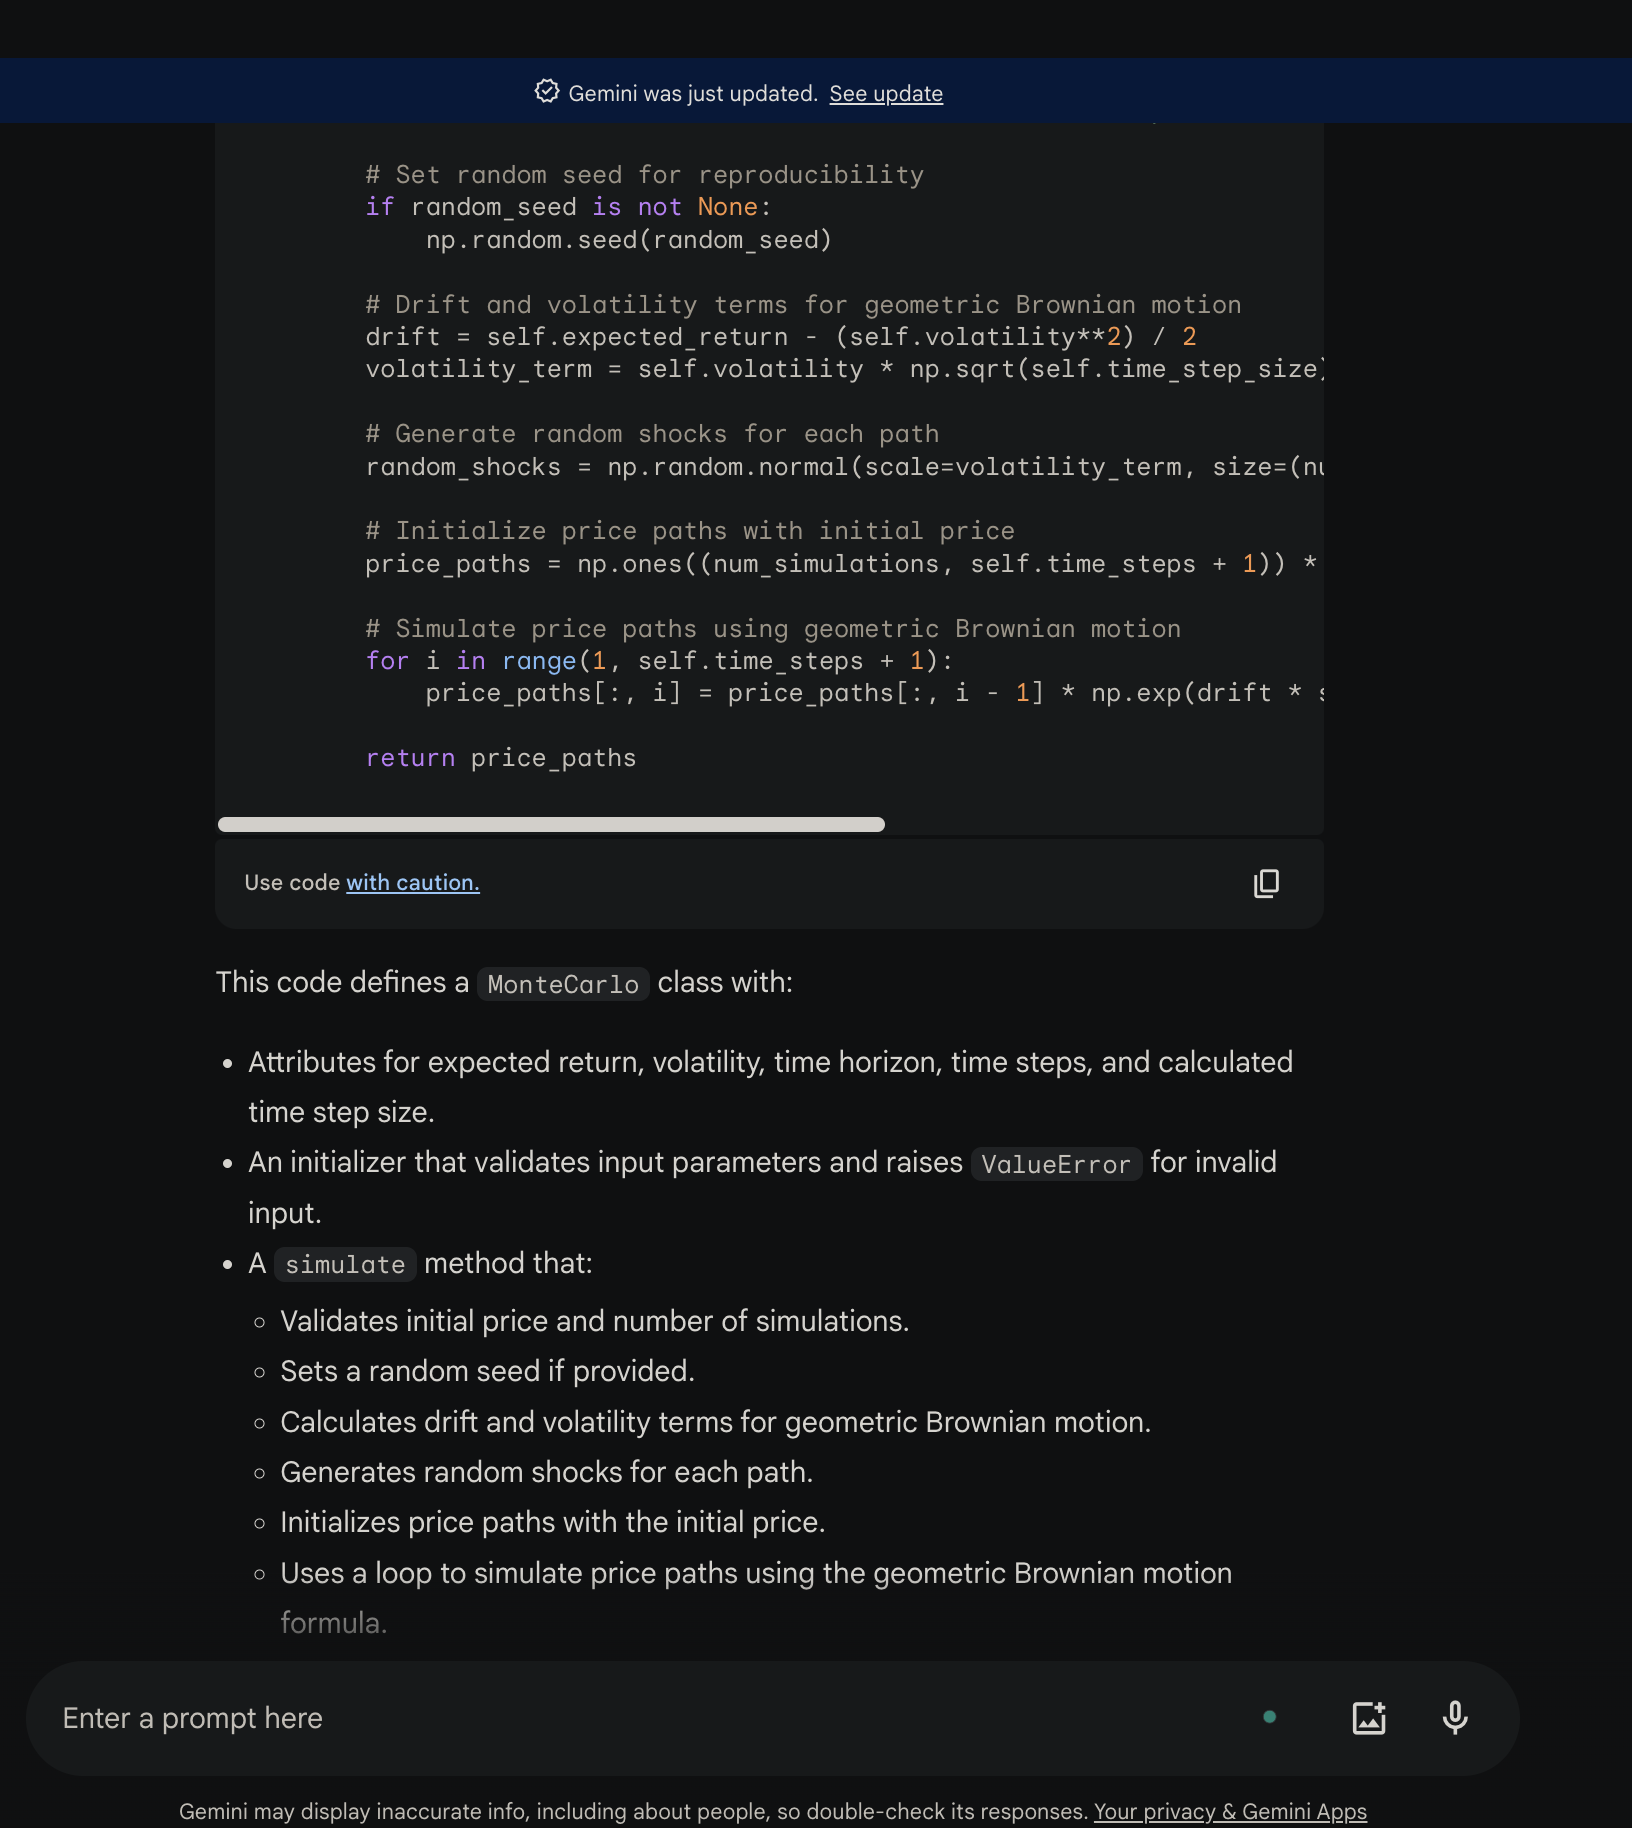 Gemini was just updated. See update
# Set random seed for reproducibility
if random_seed is not None:
np.random.seed(random_seed)
# Drift and volatility terms for geometric Brownian motion
drift = self.expected_return - (self.volatility**2) / 2
volatility_term = self.volatility * np.sqrt(self.time_step_size)
# Generate random shocks for each path
random_shocks = np.random.normal(scale=volatility_term, size=(nu
# Initialize price paths with initial price
price_paths = np.ones((num_simulations, self.time_steps + 1)) *
# Simulate price paths using geometric Brownian motion
for i in range(1, self.time_steps + 1):
price_paths[:, i] = price_paths[:, i - 1] * np.exp(drift * s
return price_paths
Use code with caution.
This code defines a MonteCarlo class with:
• Attributes for expected return, volatility, time horizon, time steps, and calculated
time step size.
• An initializer that validates input parameters and raises ValueError for invalid
input.
• A simulate method that:
◦ Validates initial price and number of simulations.
◦ Sets a random seed if provided.
◦ Calculates drift and volatility terms for geometric Brownian motion.
◦ Generates random shocks for each path.
◦ Initializes price paths with the initial price.
◦ Uses a loop to simulate price paths using the geometric Brownian motion
formula.
Enter a prompt here
Gemini may display inaccurate info, including about people, so double-check its responses. Your privacy & Gemini Apps